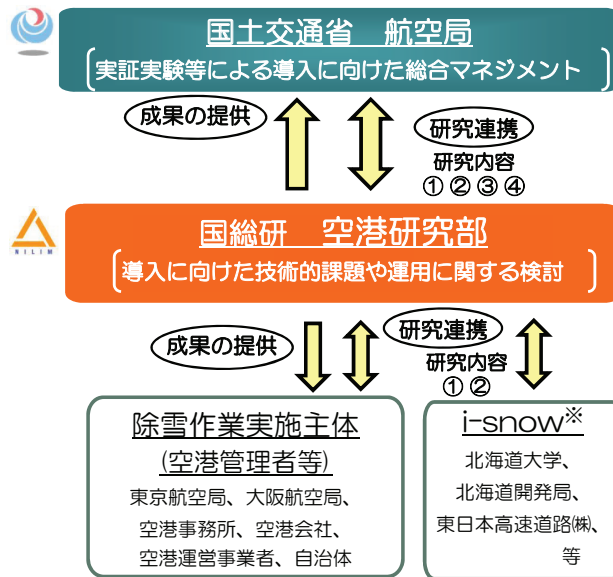 国土交通省　航空局
実証実験等による導入に向けた総合マネジメント
成果の提供
研究連携
研究内容
①②③④
NILIM
国総研　空港研究部
導入に向けた技術的課題や運用に関する検討
成果の提供
研究連携
研究内容
①②
除雪作業実施主体
(空港管理者等)
東京航空局、大阪航空局、
空港事務所、空港会社、
空港運営事業者、自治体
i-snow※
北海道大学、
北海道開発局、
東日本高速道路㈱、
等